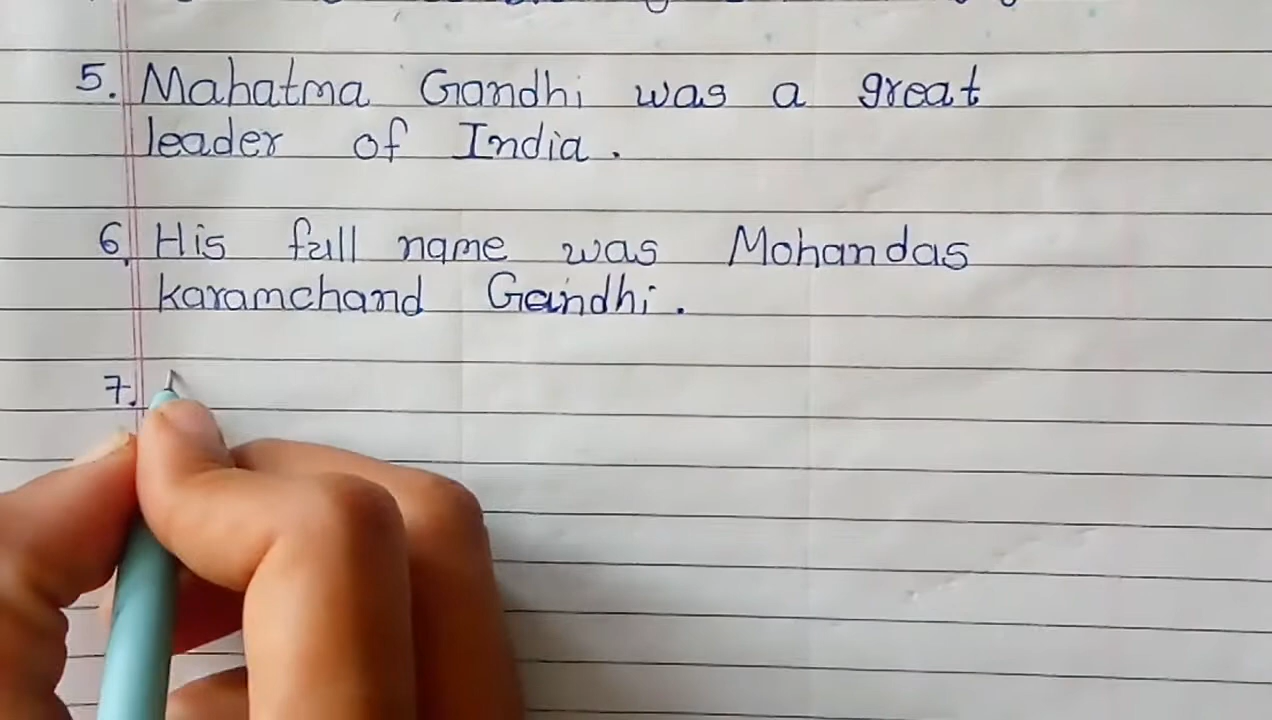 5. Mahatma Gandhi was a great
leader of India.
6. His full name was Mohandas
karamchand Gandhi.
7.